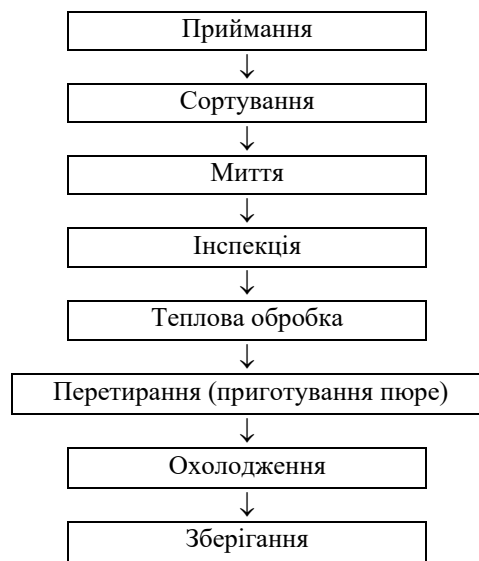 Приймання
↓
Сортування
↓
Миття
↓
Інспекція
↓
Теплова обробка
↓
Перетирання (приготування пюре)
↓
Охолодження
↓
Зберігання